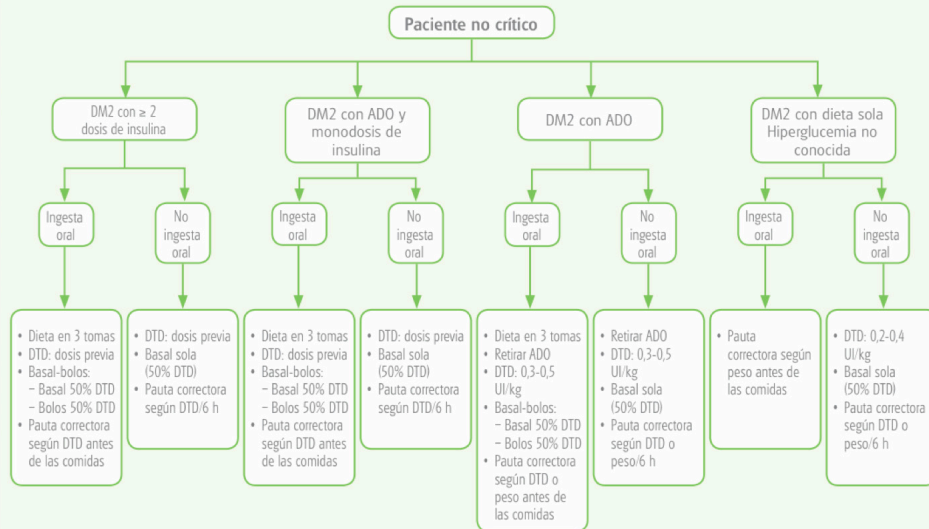 Paciente no crítico
DM2 con ≥ 2
dosis de insulina
DM2 con ADO y
monodosis de
insulina
DM2 con ADO
DM2 con dieta sola
Hiperglucemia no
conocida
Ingesta
oral
No
ingesta
oral
Ingesta
oral
No
ingesta
oral
Ingesta
oral
No
ingesta
oral
Ingesta
oral
No
ingesta
oral
• Dieta en 3 tomas
• DTD: dosis previa
• Basal-bolos:
– Basal 50% DTD
– Bolos 50% DTD
• Pauta correctora
según DTD antes
de las comidas
• DTD: dosis previa
• Basal sola
(50% DTD)
• Pauta correctora
según DTD/6 h
• Dieta en 3 tomas
• DTD: dosis previa
• Basal-bolos:
– Basal 50% DTD
– Bolos 50% DTD
• Pauta correctora
según DTD antes
de las comidas
• DTD: dosis previa
• Basal sola
(50% DTD)
• Pauta correctora
según DTD/6 h
• Dieta en 3 tomas
• Retirar ADO
• DTD: 0,3-0,5
UI/kg
• Basal-bolos:
– Basal 50% DTD
– Bolos 50% DTD
• Pauta correctora
según DTD o
peso antes de
las comidas
• Retirar ADO
• DTD: 0,3-0,5
UI/kg
• Basal sola
(50% DTD)
• Pauta correctora
según DTD o
peso/6 h
• Pauta
correctora según
peso antes de
las comidas
• DTD: 0,2-0,4
UI/kg
• Basal sola
(50% DTD)
• Pauta correctora
según DTD o
peso/6 h